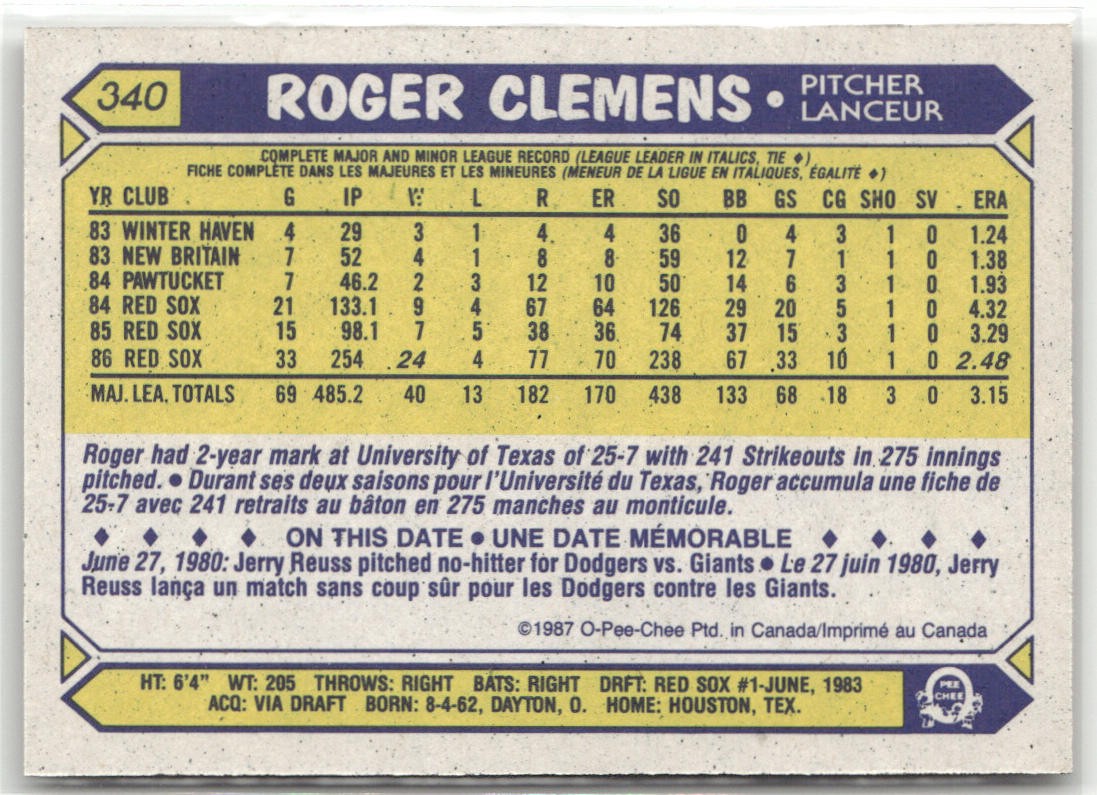 340
ROGER CLEMENS • PITCHER
LANCEUR
COMPLETE MAJOR AND MINOR LEAGUE RECORD (LEAGUE LEADER IN ITALICS, TIE ♦)
FICHE COMPLÈTE DANS LES MAJEURES ET LES MINEURES (MENEUR DE LA LIGUE EN ITALIQUES, ÉGALITÉ ♦)
YR CLUB G IP W L R ER SO BB GS CG SHO SV ERA
83 WINTER HAVEN 4 29 3 1 4 4 36 0 4 3 1 0 1.24
83 NEW BRITAIN 7 52 4 1 8 8 59 12 7 1 1 0 1.38
84 PAWTUCKET 7 46.2 2 3 12 10 50 14 6 3 1 0 1.93
84 RED SOX 21 133.1 9 4 67 64 126 29 20 5 1 0 4.32
85 RED SOX 15 98.1 7 5 38 36 74 37 15 3 1 0 3.29
86 RED SOX 33 254 24 4 77 70 238 67 33 10 1 0 2.48
MAJ. LEA. TOTALS 69 485.2 40 13 182 170 438 133 68 18 3 0 3.15
Roger had 2-year mark at University of Texas of 25-7 with 241 Strikeouts in 275 innings
pitched. • Durant ses deux saisons pour l'Université du Texas, Roger accumula une fiche de
25-7 avec 241 retraits au bâton en 275 manches au monticule.
♦ ♦ ♦ ♦ ON THIS DATE • UNE DATE MÉMORABLE ♦ ♦ ♦ ♦
June 27, 1980: Jerry Reuss pitched no-hitter for Dodgers vs. Giants • Le 27 juin 1980, Jerry
Reuss lança un match sans coup sûr pour les Dodgers contre les Giants.
©1987 O-Pee-Chee Ptd. in Canada/Imprimé au Canada
HT: 6'4" WT: 205 THROWS: RIGHT BATS: RIGHT DRFT: RED SOX #1-JUNE, 1983
ACQ: VIA DRAFT BORN: 8-4-62, DAYTON, O. HOME: HOUSTON, TEX.
O
PEE
CHEE